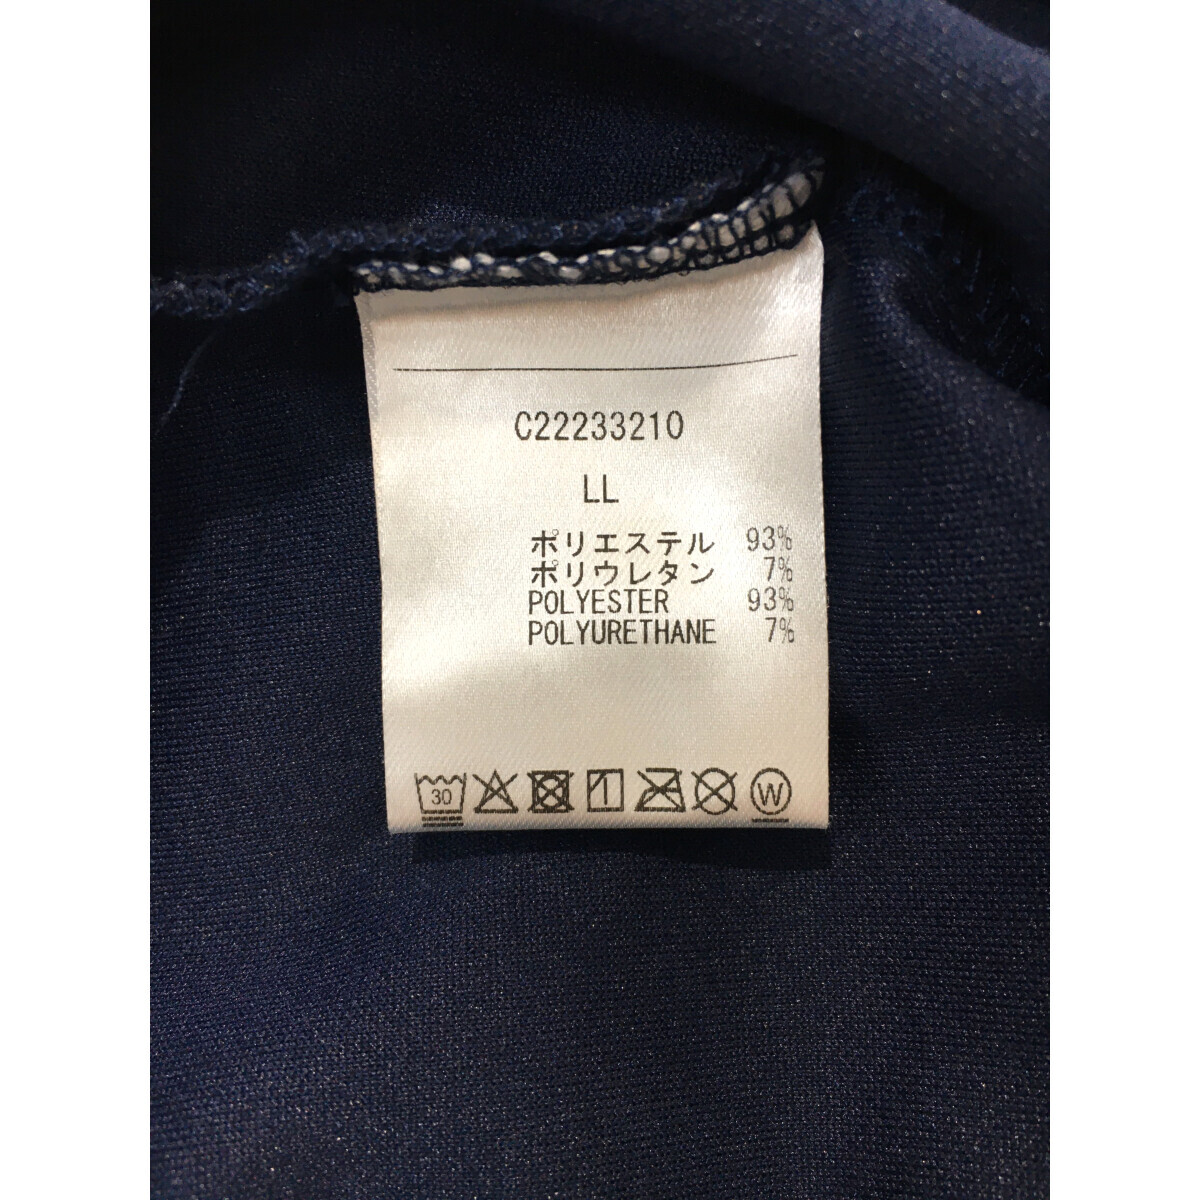 C22233210
LL
ポリエステル 93%
ポリウレタン 7%
POLYESTER 93%
POLYURETHANE 7%
30 W